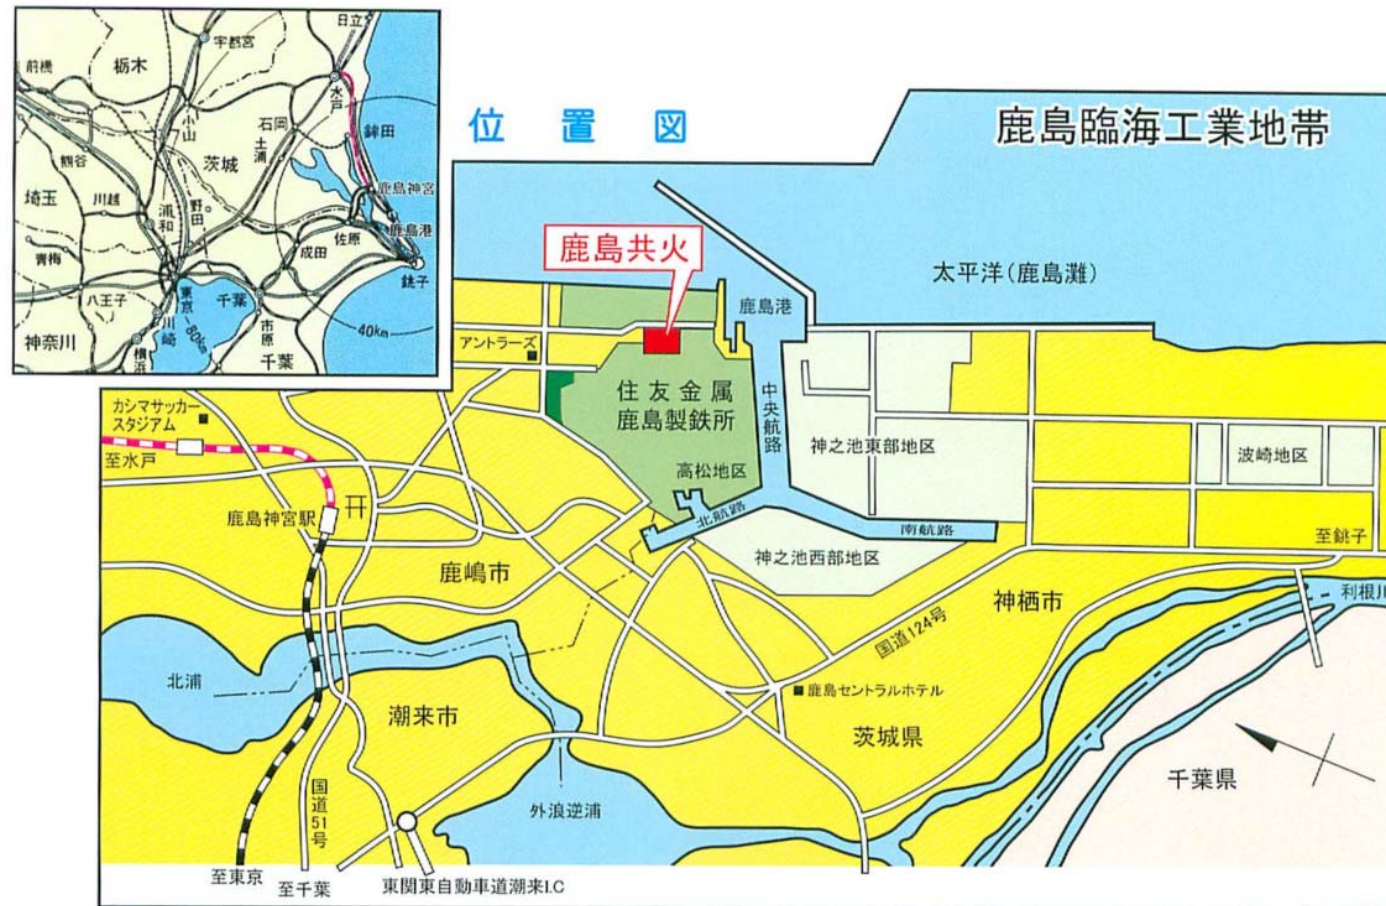 位置図
鹿島臨海工業地帯
日立
宇都宮
前橋
栃木
水戸
小山
石岡
鉾田
土浦
茨城
熊谷
鹿島神宮
埼玉
川越
野田
浦和
鹿島港
佐原
成田
青梅
銚子
八王子
東京
千葉
川崎
80km
市原
40km
神奈川
横浜
千葉
鹿島共火
太平洋(鹿島灘)
鹿島港
アントラーズ
住友金属
鹿島製鉄所
中央航路
カシマサッカー
スタジアム
至水戸
神之池東部地区
波崎地区
高松地区
鹿島神宮駅
北航路
南航路
至銚子
神之池西部地区
鹿嶋市
神栖市
利根川
国道124号
北浦
鹿島セントラルホテル
潮来市
茨城県
千葉県
国道51号
外浪逆浦
至東京
至千葉
東関東自動車道潮来I.C